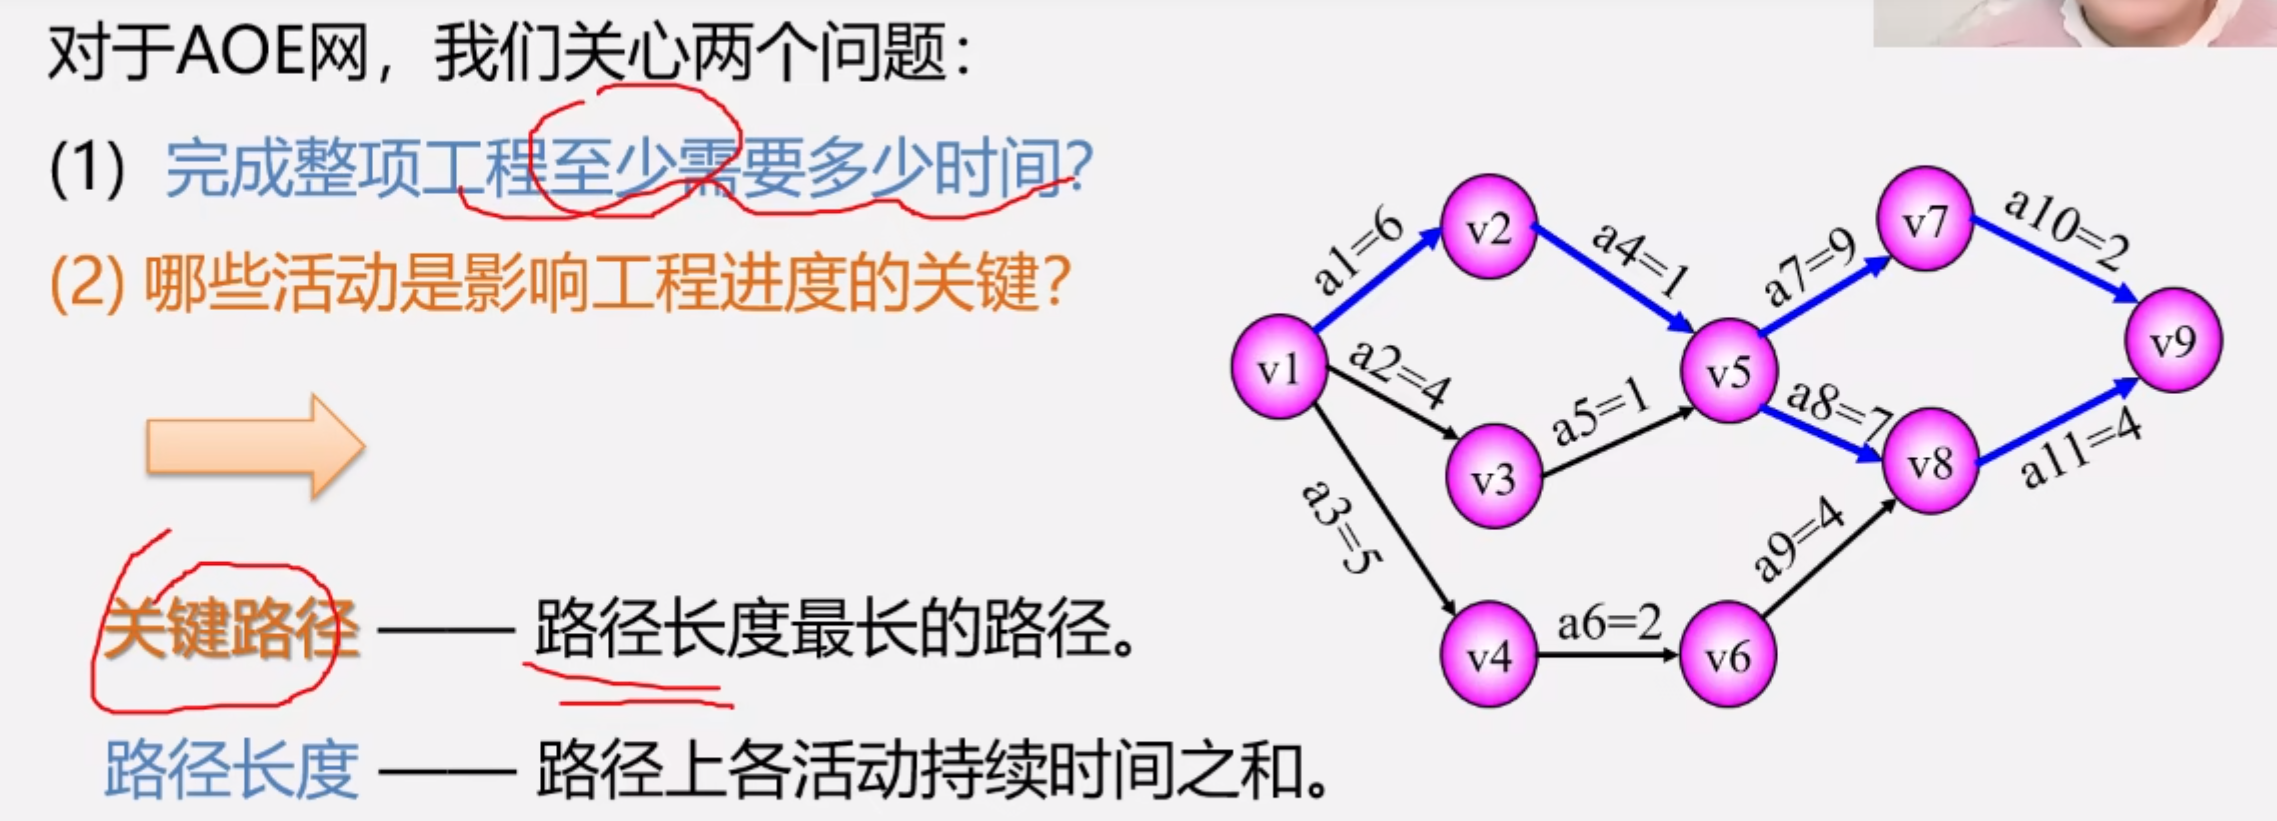 对于AOE网，我们关心两个问题：
(1) 完成整项工程至少需要多少时间?
(2) 哪些活动是影响工程进度的关键?
关键路径 —— 路径长度最长的路径。
路径长度 —— 路径上各活动持续时间之和。
v1
v2
v3
v4
v5
v6
v7
v8
v9
a1=6
a2=4
a3=5
a4=1
a5=1
a6=2
a7=9
a8=7
a9=4
a10=2
a11=4